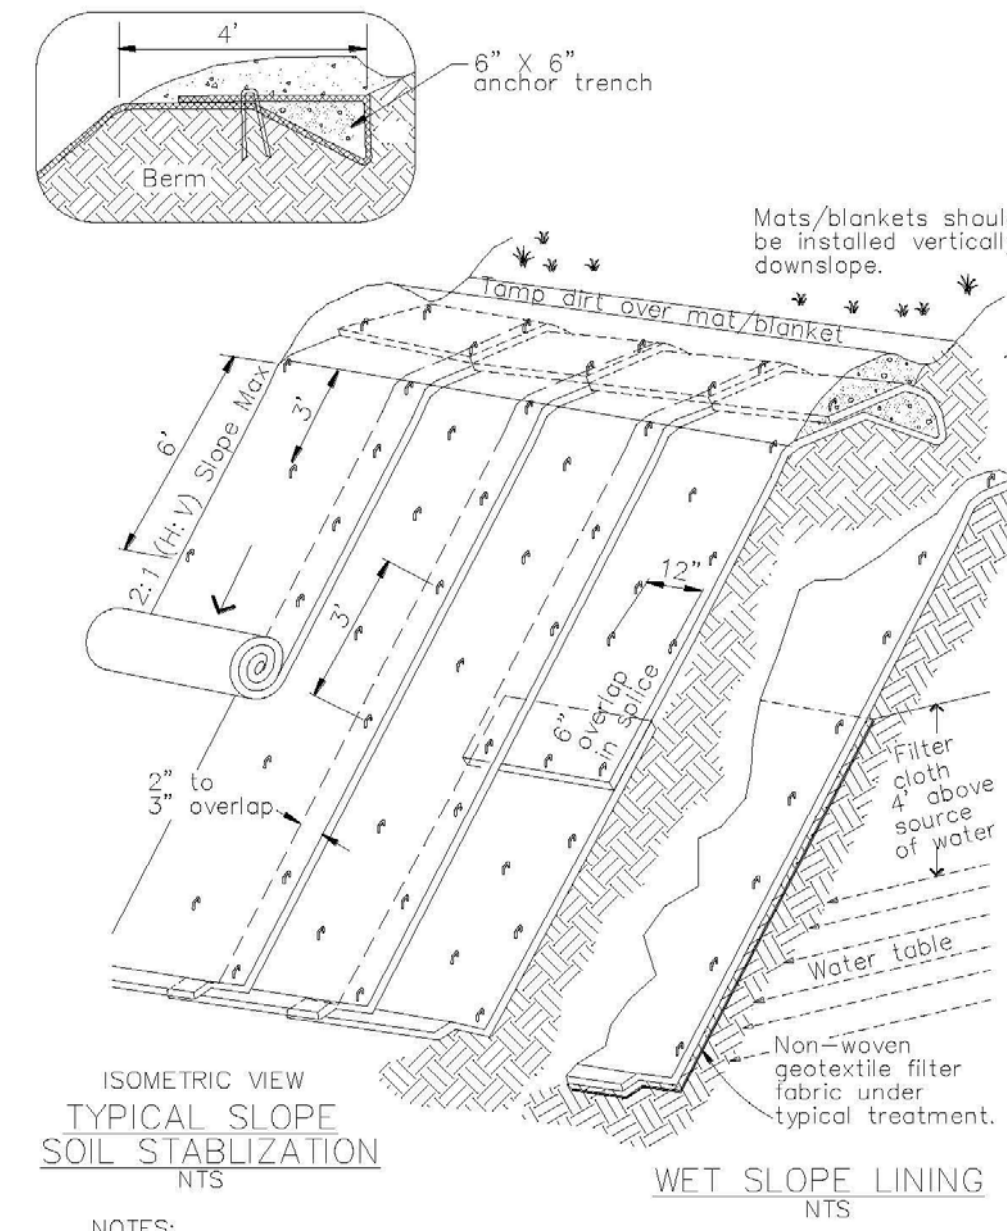 4'
6" X 6"
anchor trench
Berm
Mats/blankets shoul
be installed verticall
downslope.
Tamp dirt over mat/blanket
6'
3'
2:1 (H:V) Slope Max
12"
3'
6"
overlap
in splice
2" to
3" overlap
Filter
cloth
4' above
source
of water
Water table
Non-woven
geotextile filter
fabric under
typical treatment.
ISOMETRIC VIEW
TYPICAL SLOPE
SOIL STABLIZATION
NTS
WET SLOPE LINING
NTS
NOTES: